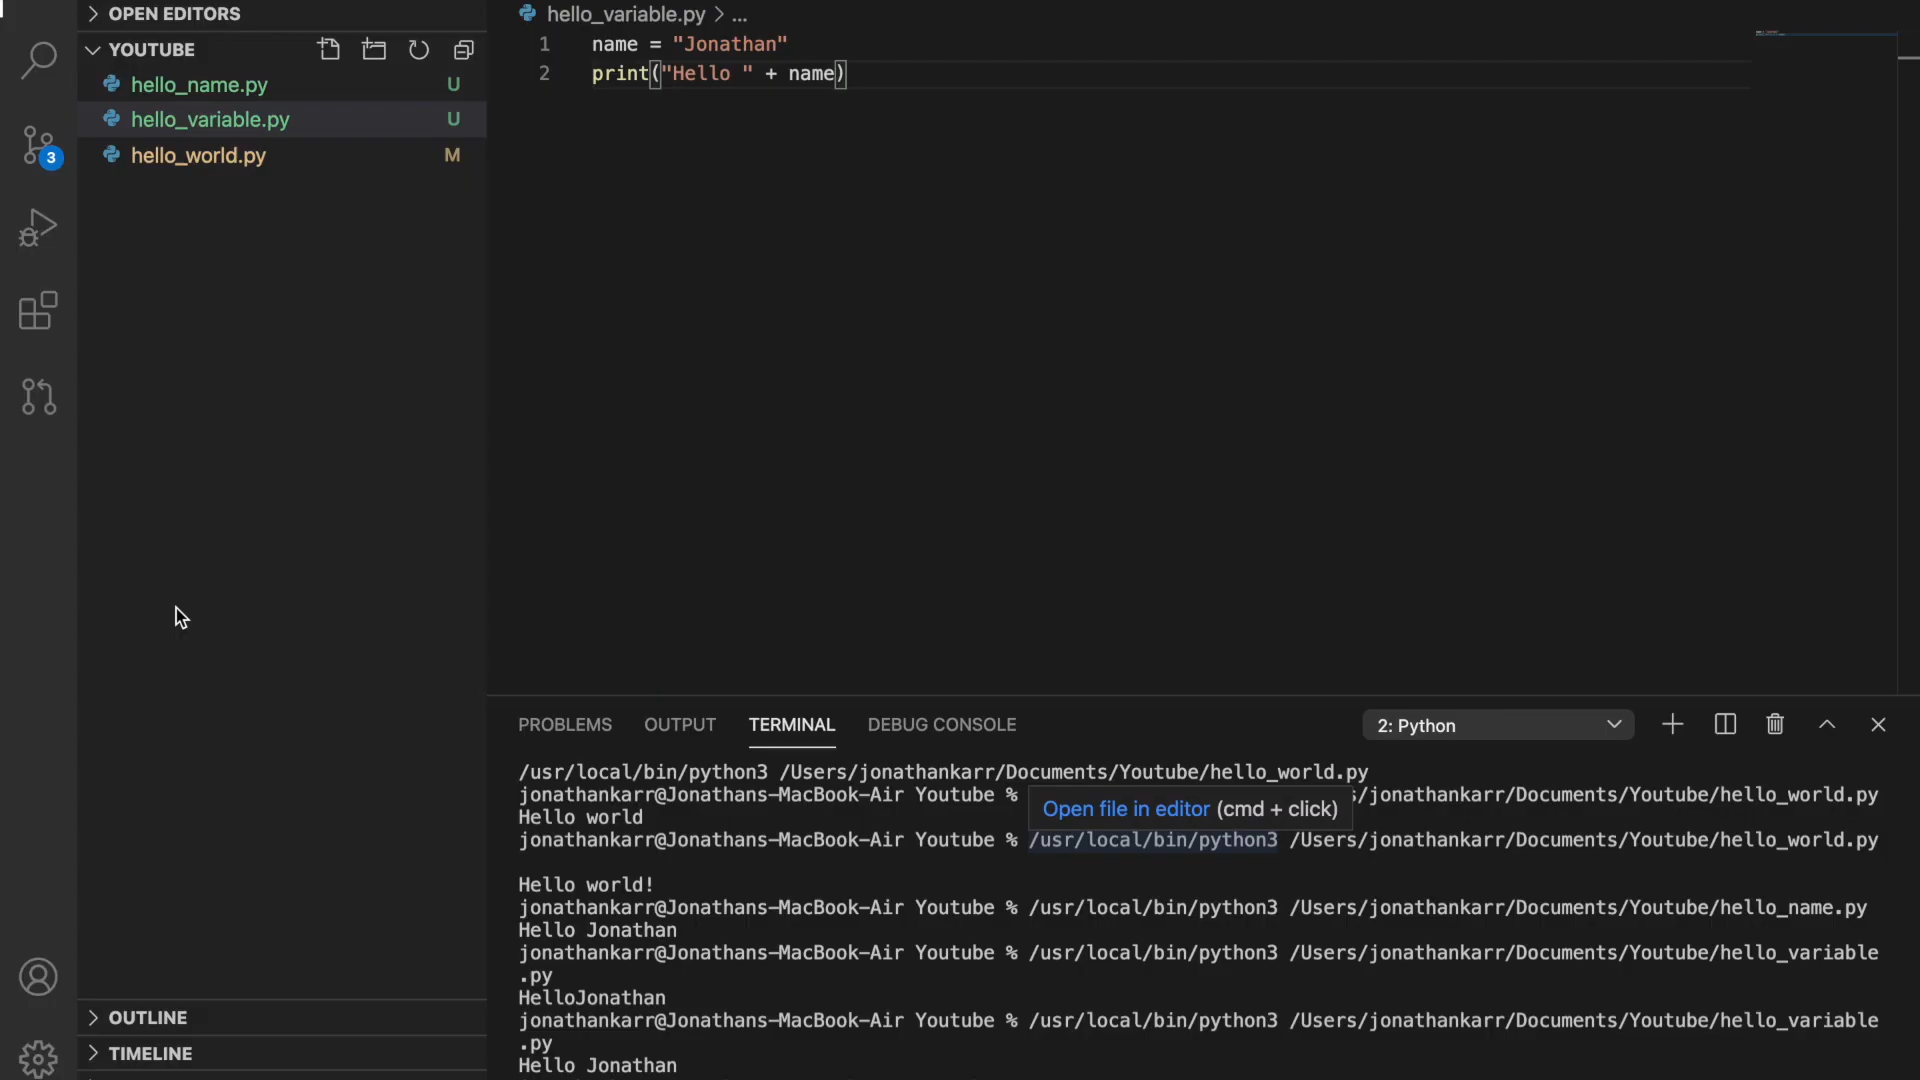 OPEN EDITORS
YOUTUBE
hello_name.py U
hello_variable.py U
hello_world.py M
3
OUTLINE
TIMELINE
hello_variable.py > ...
1 name = "Jonathan"
2 print("Hello " + name)
PROBLEMS OUTPUT TERMINAL DEBUG CONSOLE 2: Python
/usr/local/bin/python3 /Users/jonathankarr/Documents/Youtube/hello_world.py
jonathankarr@Jonathans-MacBook-Air Youtube % s/jonathankarr/Documents/Youtube/hello_world.py
Open file in editor (cmd + click)
Hello world
jonathankarr@Jonathans-MacBook-Air Youtube % /usr/local/bin/python3 /Users/jonathankarr/Documents/Youtube/hello_world.py
Hello world!
jonathankarr@Jonathans-MacBook-Air Youtube % /usr/local/bin/python3 /Users/jonathankarr/Documents/Youtube/hello_name.py
Hello Jonathan
jonathankarr@Jonathans-MacBook-Air Youtube % /usr/local/bin/python3 /Users/jonathankarr/Documents/Youtube/hello_variable
.py
HelloJonathan
jonathankarr@Jonathans-MacBook-Air Youtube % /usr/local/bin/python3 /Users/jonathankarr/Documents/Youtube/hello_variable
.py
Hello Jonathan